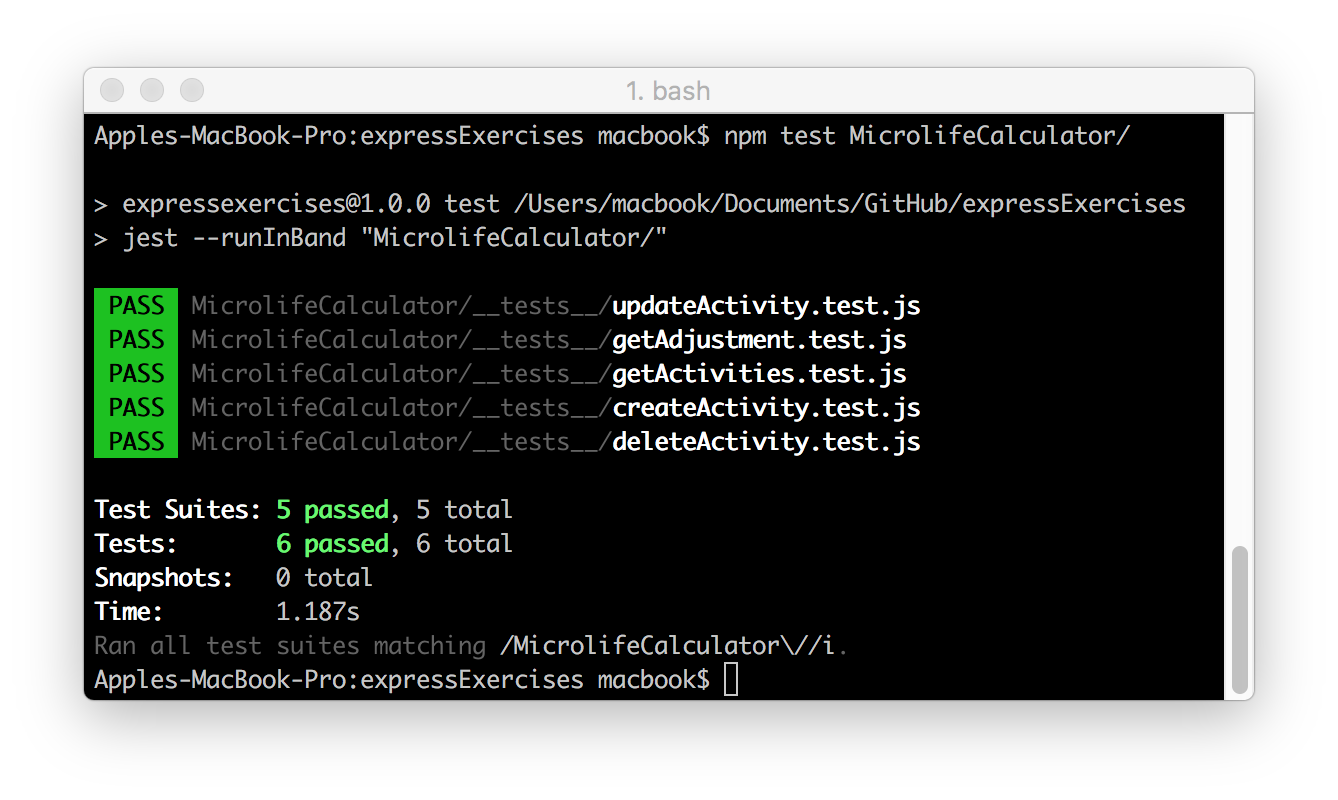 1. bash
Apples-MacBook-Pro:expressExercises macbook$ npm test MicrolifeCalculator/
> expressexercises@1.0.0 test /Users/macbook/Documents/GitHub/expressExercises
> jest --runInBand "MicrolifeCalculator/"
PASS MicrolifeCalculator/__tests__/updateActivity.test.js
PASS MicrolifeCalculator/__tests__/getAdjustment.test.js
PASS MicrolifeCalculator/__tests__/getActivities.test.js
PASS MicrolifeCalculator/__tests__/createActivity.test.js
PASS MicrolifeCalculator/__tests__/deleteActivity.test.js
Test Suites: 5 passed, 5 total
Tests: 6 passed, 6 total
Snapshots: 0 total
Time: 1.187s
Ran all test suites matching /MicrolifeCalculator\//i.
Apples-MacBook-Pro:expressExercises macbook$